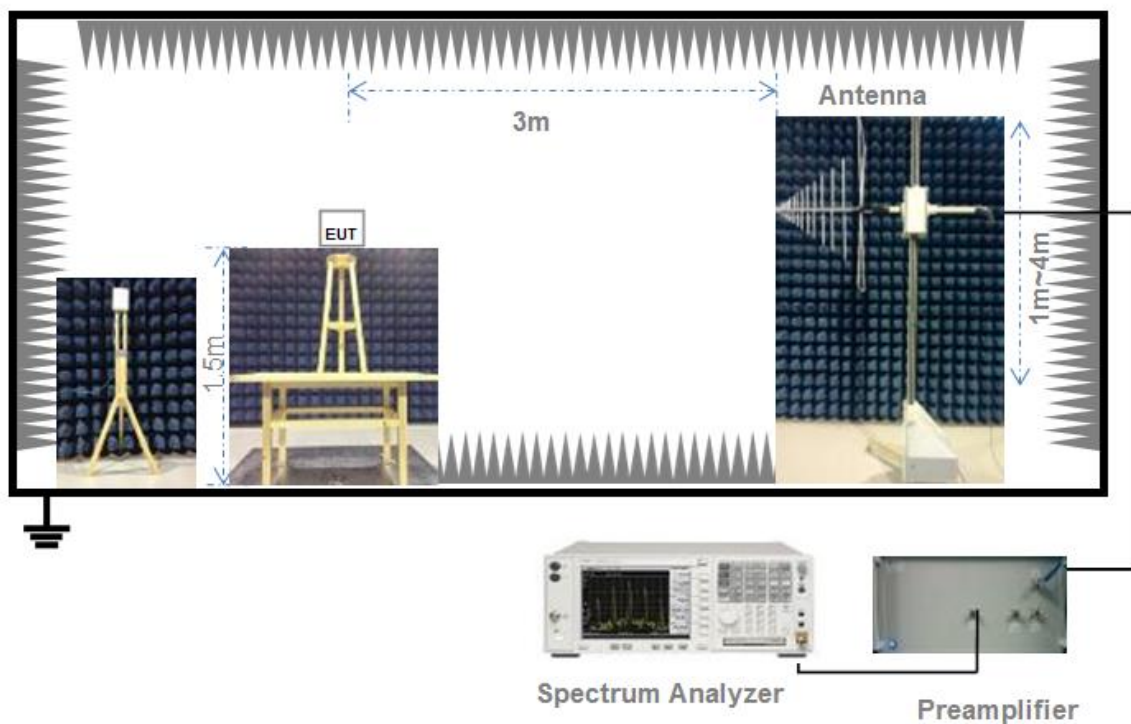 Antenna
3m
EUT
1.5m
1m~4m
Spectrum Analyzer
Preamplifier